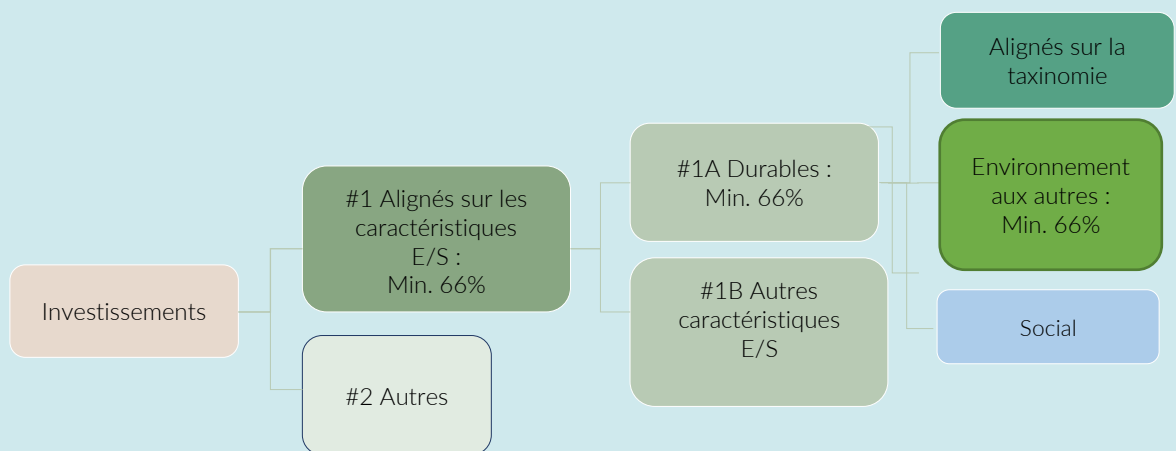 Investissements
#1 Alignés sur les
caractéristiques
E/S :
Min. 66%
#2 Autres
#1A Durables :
Min. 66%
#1B Autres
caractéristiques
E/S
Alignés sur la
taxinomie
Environnement
aux autres :
Min. 66%
Social